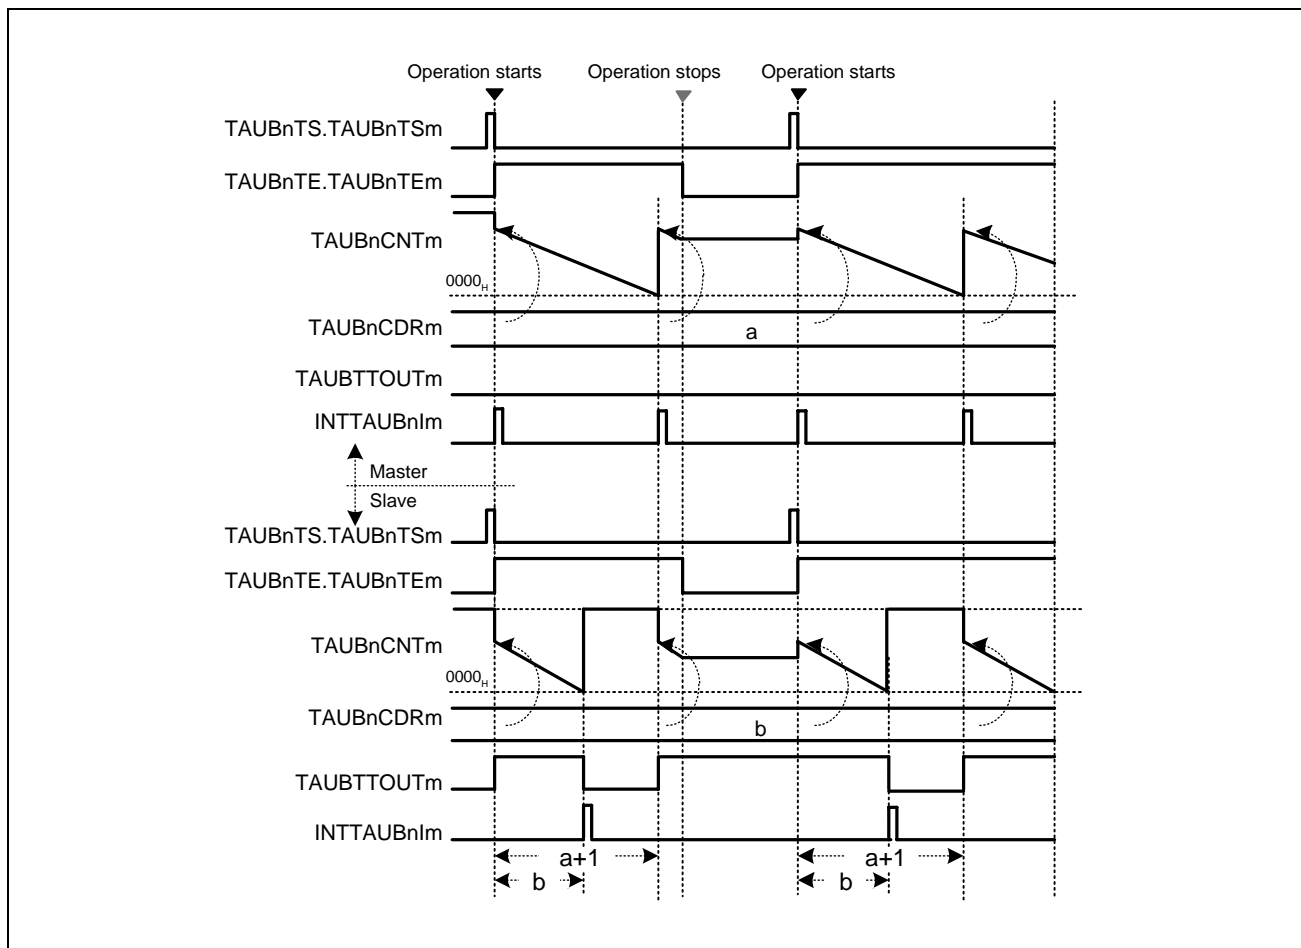 Operation starts Operation stops Operation starts
TAUBnTS.TAUBnTSm
TAUBnTE.TAUBnTEm
TAUBnCNTm
0000H
TAUBnCDRm
a
TAUBTTOUTm
INTTAUBnIm
Master
Slave
TAUBnTS.TAUBnTSm
TAUBnTE.TAUBnTEm
TAUBnCNTm
0000H
TAUBnCDRm
b
TAUBTTOUTm
INTTAUBnIm
a+1 a+1
b b